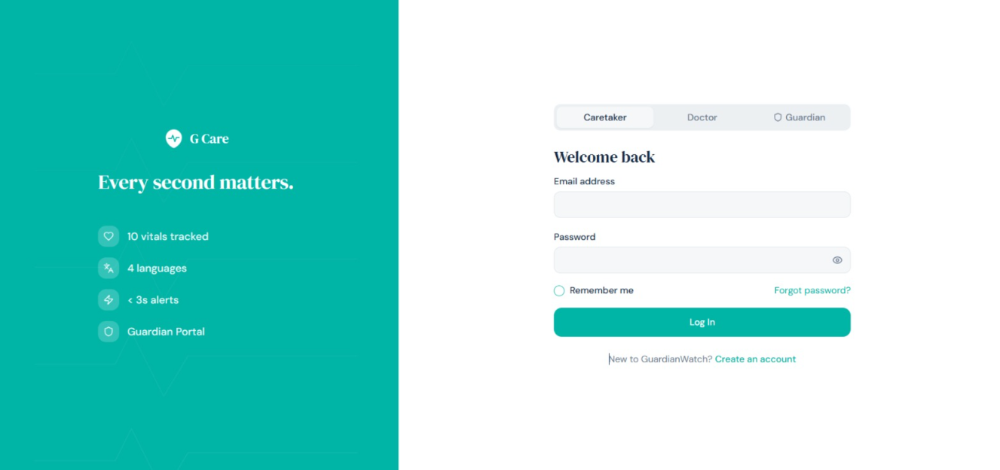 G Care
Every second matters.
10 vitals tracked
4 languages
< 3s alerts
Guardian Portal
Caretaker
Doctor
Guardian
Welcome back
Email address
Password
Remember me
Forgot password?
Log In
New to GuardianWatch? Create an account